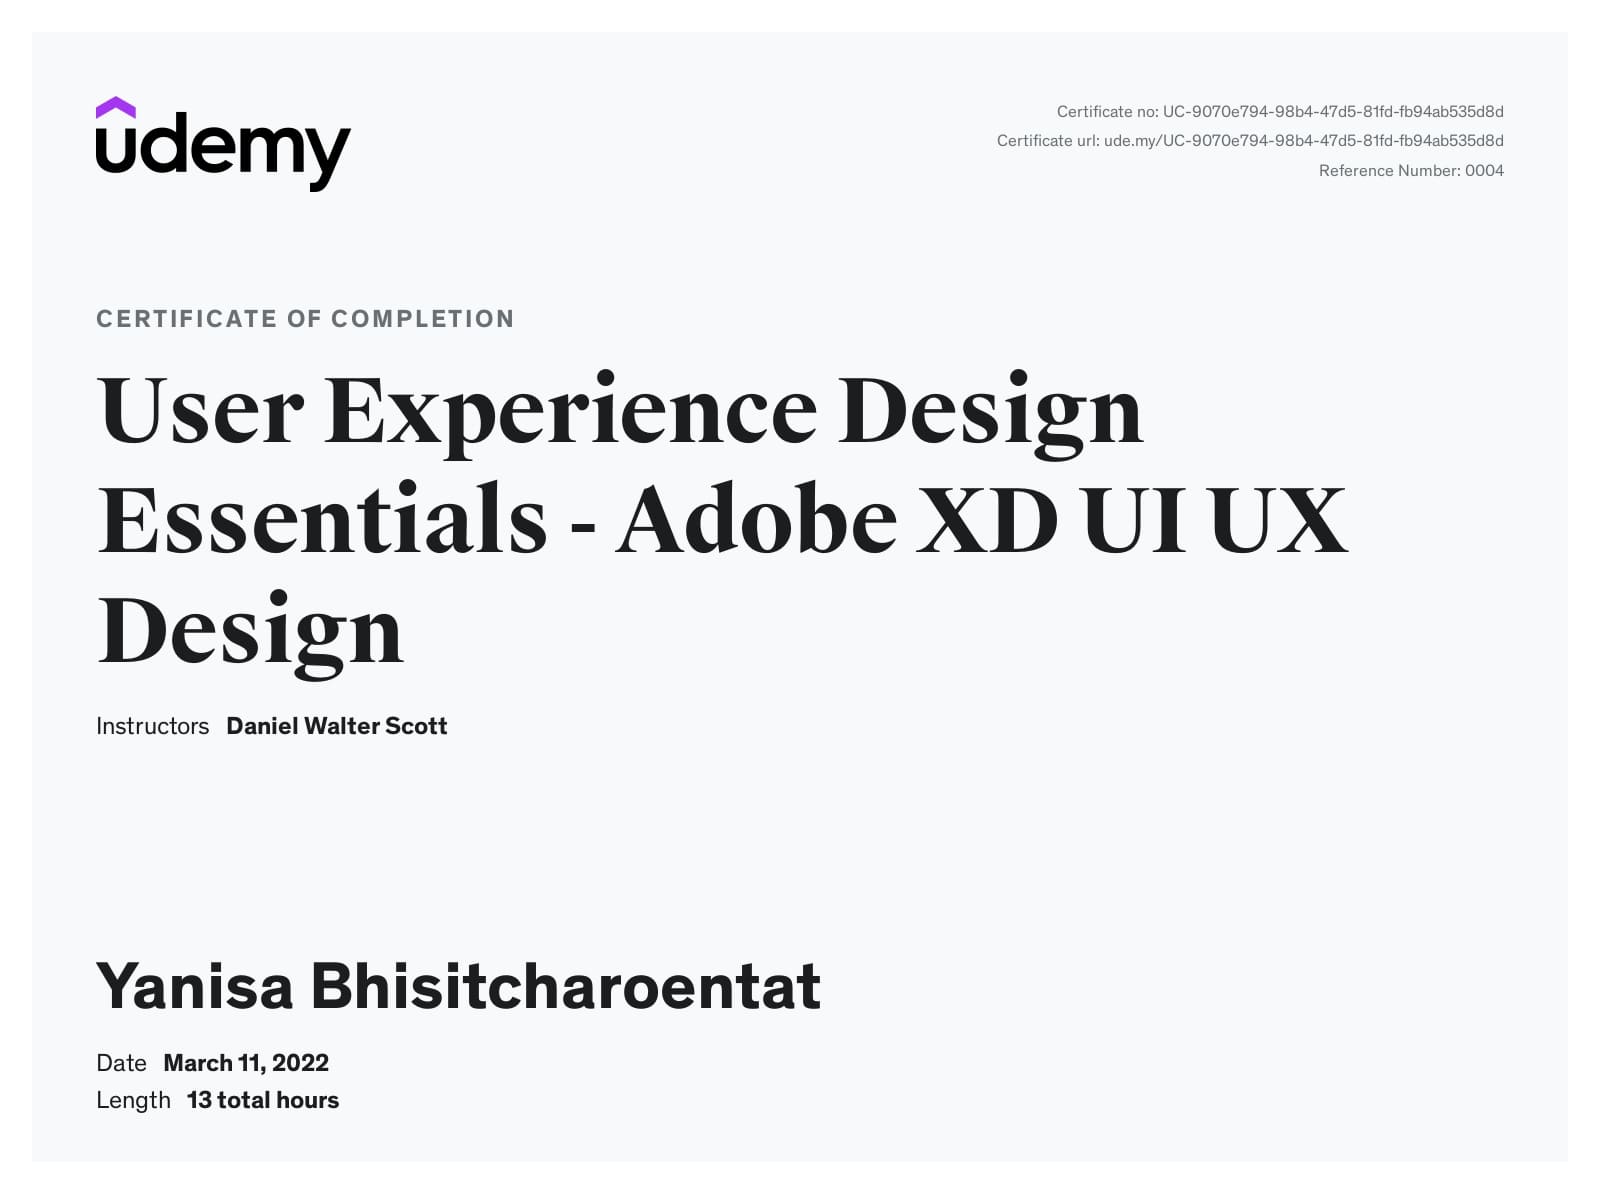 udemy
Certificate no: UC-9070e794-98b4-47d5-81fd-fb94ab535d8d
Certificate url: ude.my/UC-9070e794-98b4-47d5-81fd-fb94ab535d8d
Reference Number: 0004
CERTIFICATE OF COMPLETION
User Experience Design
Essentials - Adobe XD UI UX
Design
Instructors Daniel Walter Scott
Yanisa Bhisitcharoentat
Date March 11, 2022
Length 13 total hours